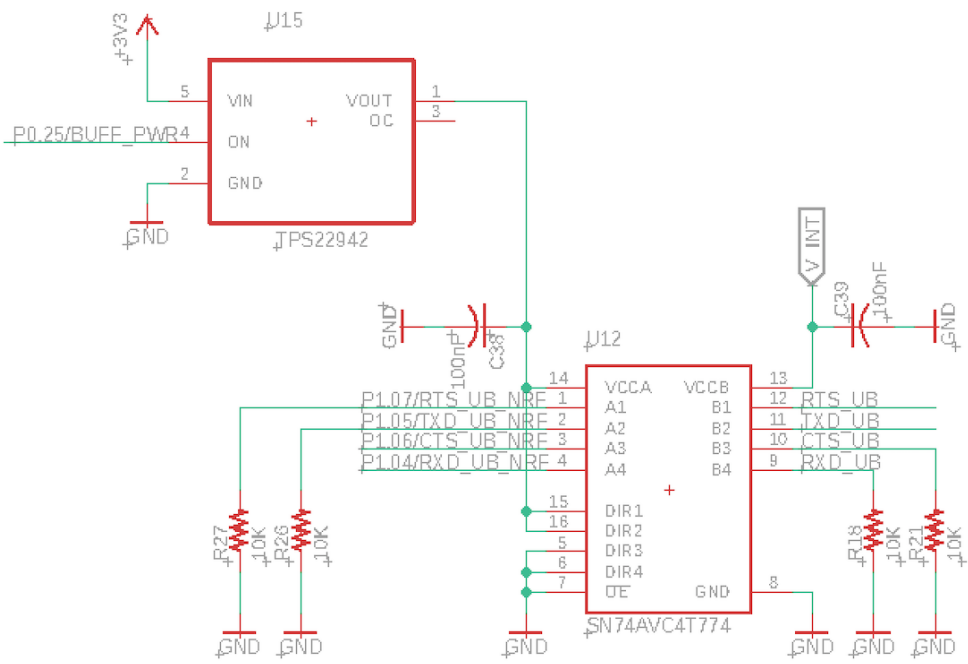 +3V3
U15
5
VIN
VOUT
1
OC
3
P0.25/BUFF_PWR
4
ON
2
GND
GND
TPS22942
V_INT
GND
100nF
C38
C39
100nF
GND
U12
14
VCCA
VCCB
13
P1.07/RTS_UB_NRF
1
A1
B1
12
RTS_UB
P1.05/TXD_UB_NRF
2
A2
B2
11
TXD_UB
P1.06/CTS_UB_NRF
3
A3
B3
10
CTS_UB
P1.04/RXD_UB_NRF
4
A4
B4
9
RXD_UB
15
DIR1
16
DIR2
5
DIR3
6
DIR4
7
OE
GND
8
R27
10K
R26
10K
R18
10K
R21
10K
SN74AVC4T774
GND
GND
GND
GND
GND
GND